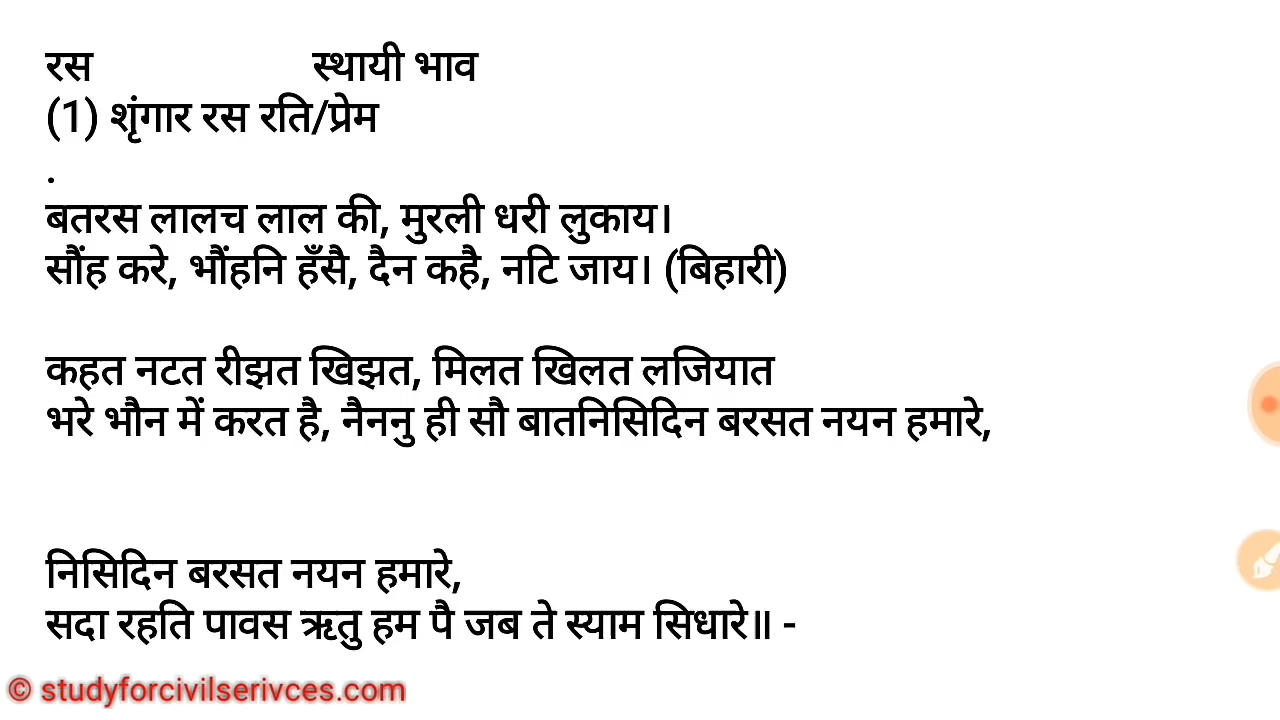 रस स्थायी भाव
(1) शृंगार रस रति/प्रेम
.
बतरस लालच लाल की, मुरली धरी लुकाय।
सौंह करे, भौंहनि हँसै, दैन कहै, नटि जाय। (बिहारी)
कहत नटत रीझत खिझत, मिलत खिलत लजियात
भरे भौन में करत है, नैननु ही सौ बातनिसिदिन बरसत नयन हमारे,
निसिदिन बरसत नयन हमारे,
सदा रहति पावस ऋतु हम पै जब ते स्याम सिधारे॥ -
© studyforcivilserivces.com